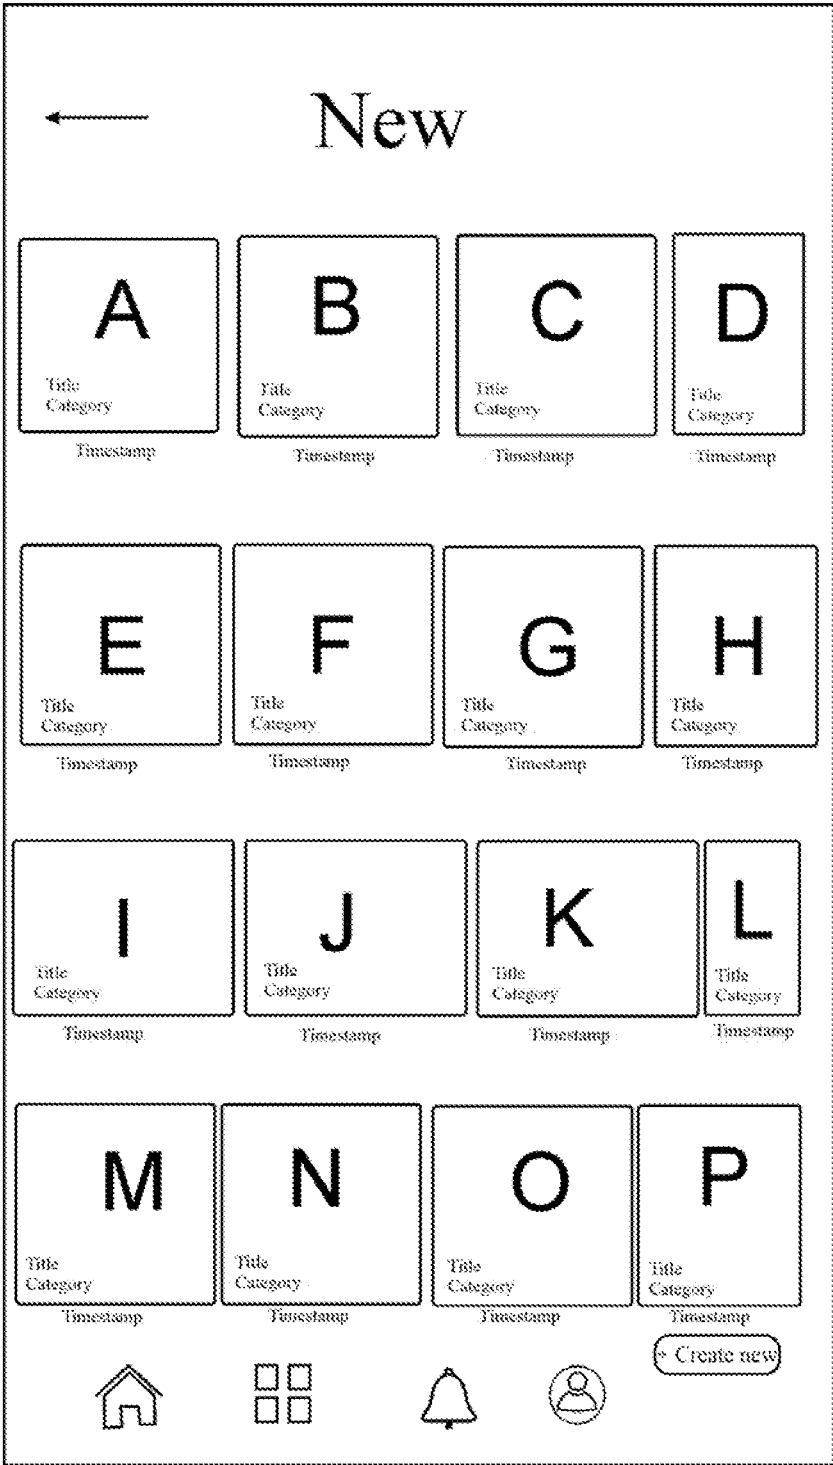 New
A
B
C
D
Title
Category
Title
Category
Title
Category
Title
Category
Timestamp
Timestamp
Timestamp
Timestamp
E
F
G
H
Title
Category
Title
Category
Title
Category
Title
Category
Timestamp
Timestamp
Timestamp
Timestamp
I
J
K
L
Title
Category
Title
Category
Title
Category
Title
Category
Timestamp
Timestamp
Timestamp
Timestamp
M
N
O
P
Title
Category
Title
Category
Title
Category
Title
Category
Timestamp
Timestamp
Timestamp
Timestamp
+ Create new